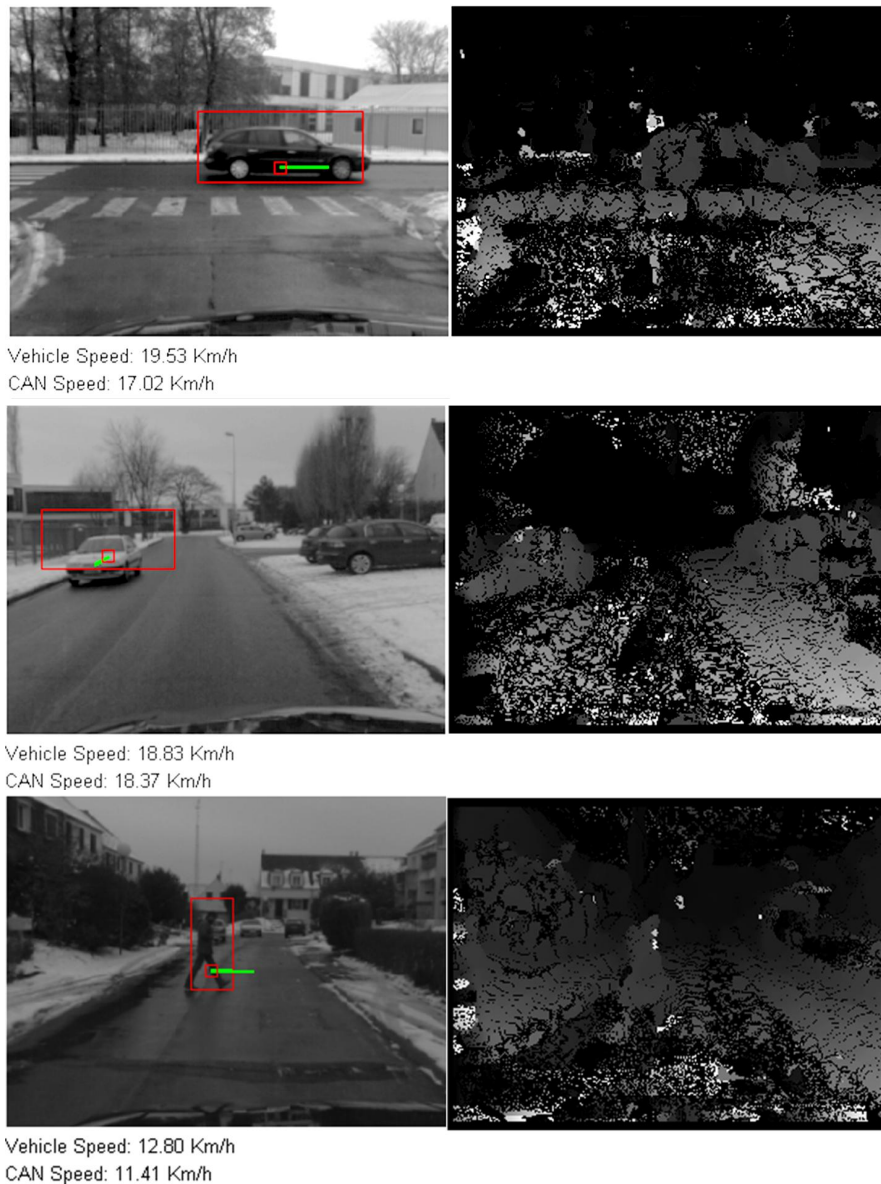 Vehicle Speed: 19.53 Km/h
CAN Speed: 17.02 Km/h
Vehicle Speed: 18.83 Km/h
CAN Speed: 18.37 Km/h
Vehicle Speed: 12.80 Km/h
CAN Speed: 11.41 Km/h